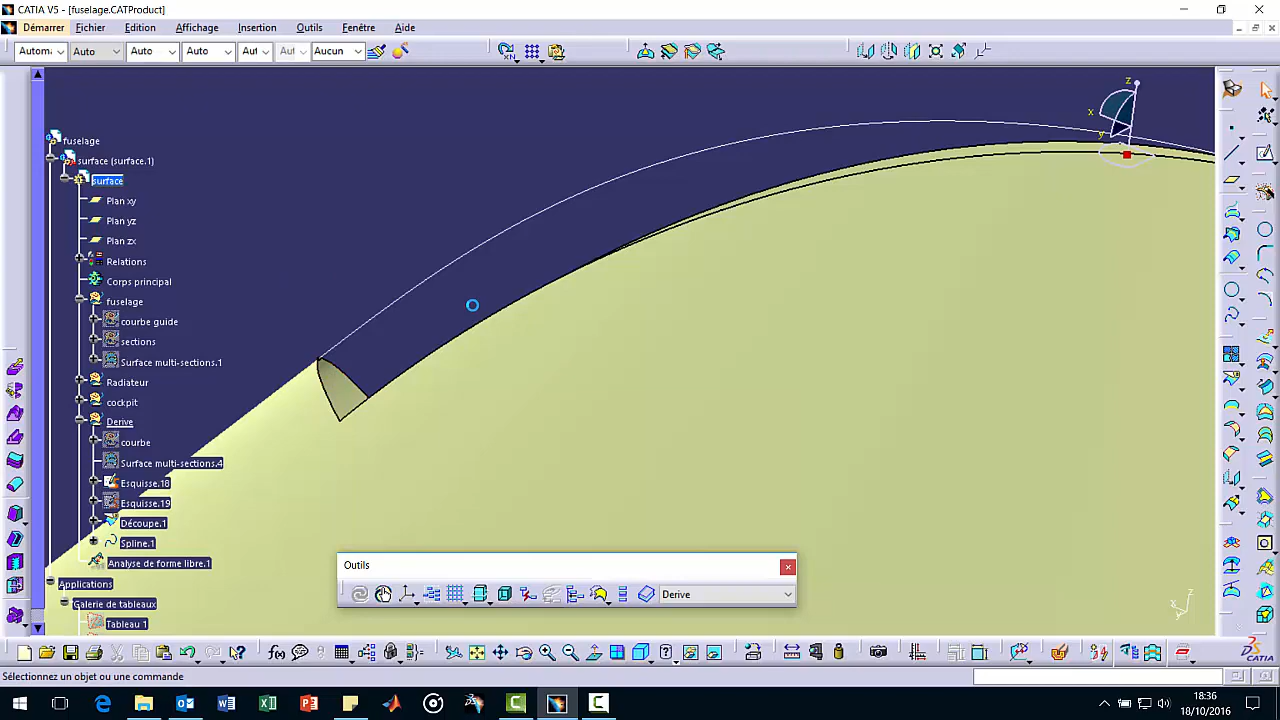 CATIA V5 - [fuselage.CATProduct]
Démarrer Fichier Edition Affichage Insertion Outils Fenêtre Aide
Automa Auto Auto Auto Aut Aut Aucun
z
x
y
fuselage
surface (surface.1)
surface
Plan xy
Plan yz
Plan zx
Relations
Corps principal
fuselage
courbe guide
sections
Surface multi-sections.1
Radiateur
cockpit
Derive
courbe
Surface multi-sections.4
Esquisse.18
Esquisse.19
Découpe.1
Spline.1
Analyse de forme libre.1
Applications
Galerie de tableaux
Tableau 1
Outils
Derive
z
x
y
Sélectionnez un objet ou une commande
CATIA
18:36
18/10/2016